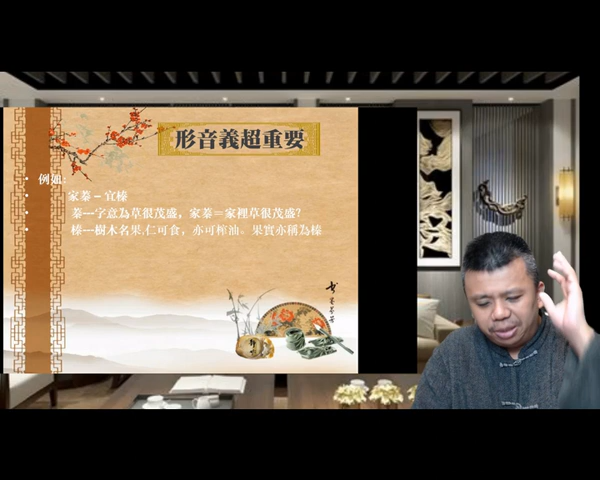 形音義超重要
• 例如：
• 家蓁－宜榛
• 蓁一字意為草很茂盛，家蓁＝家裡草很茂盛？
• 榛一樹木名果,仁可食，亦可榨油。果實亦稱為榛